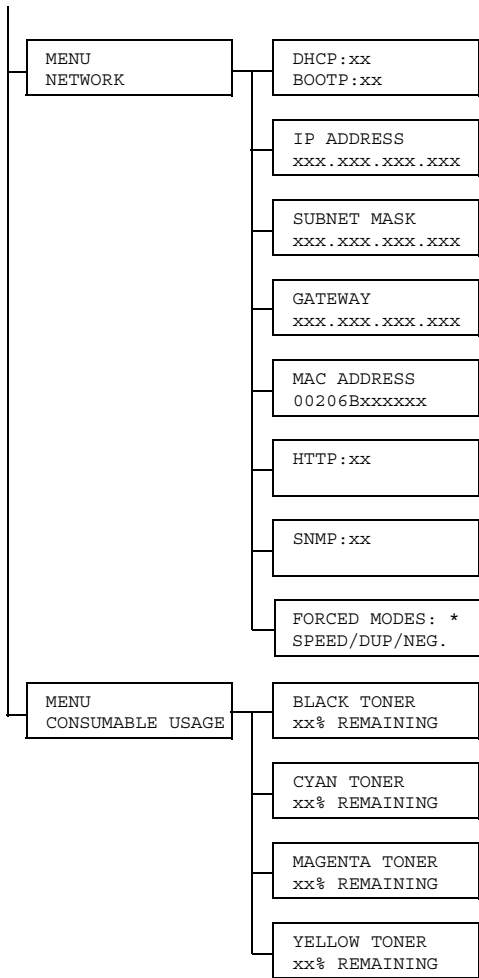 MENU
NETWORK
DHCP:xx
BOOTP:xx
IP ADDRESS
xxx.xxx.xxx.xxx
SUBNET MASK
xxx.xxx.xxx.xxx
GATEWAY
xxx.xxx.xxx.xxx
MAC ADDRESS
00206Bxxxxxx
HTTP:xx
SNMP:xx
FORCED MODES: *
SPEED/DUP/NEG.
MENU
CONSUMABLE USAGE
BLACK TONER
xx% REMAINING
CYAN TONER
xx% REMAINING
MAGENTA TONER
xx% REMAINING
YELLOW TONER
xx% REMAINING